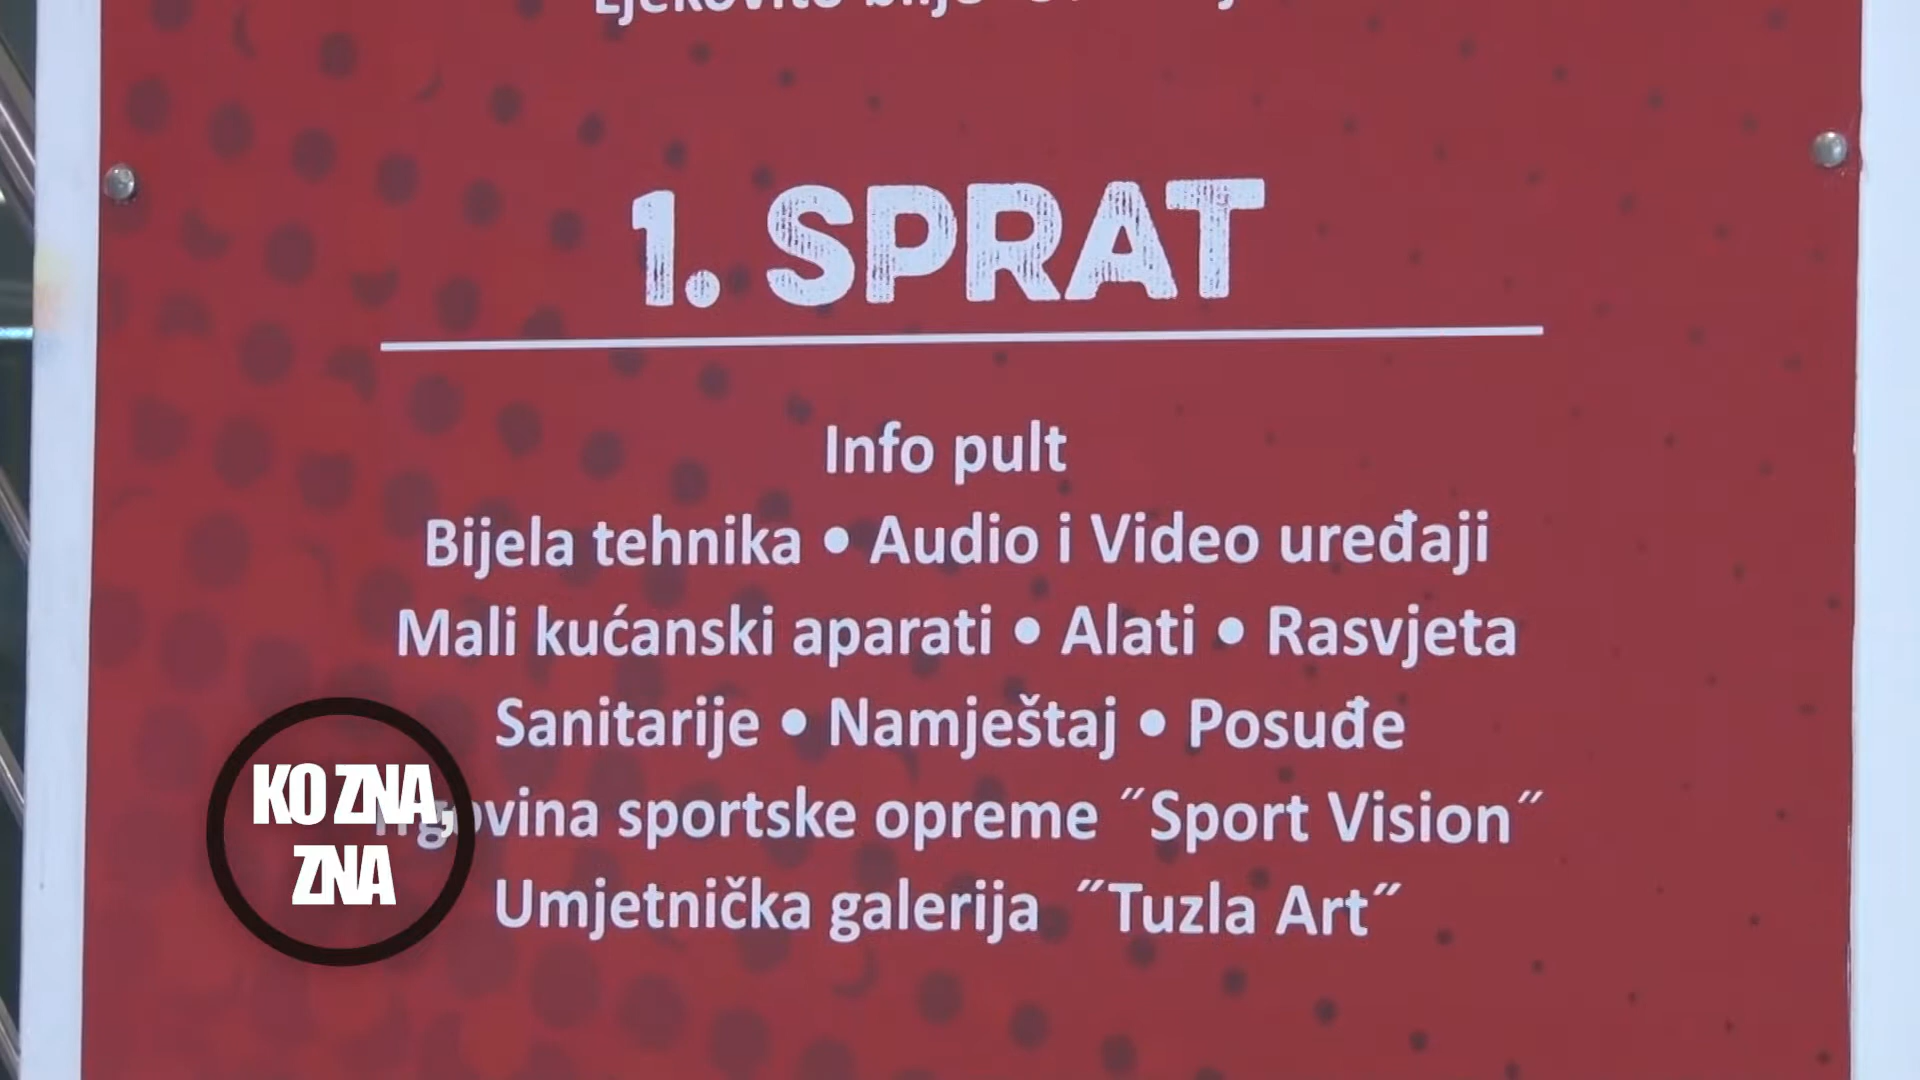 1. SPRAT
Info pult
Bijela tehnika • Audio i Video uređaji
Mali kućanski aparati • Alati • Rasvjeta
Sanitarije • Namještaj • Posuđe
Trgovina sportske opreme ˝Sport Vision˝
Umjetnička galerija ˝Tuzla Art˝
KO ZNA,
ZNA